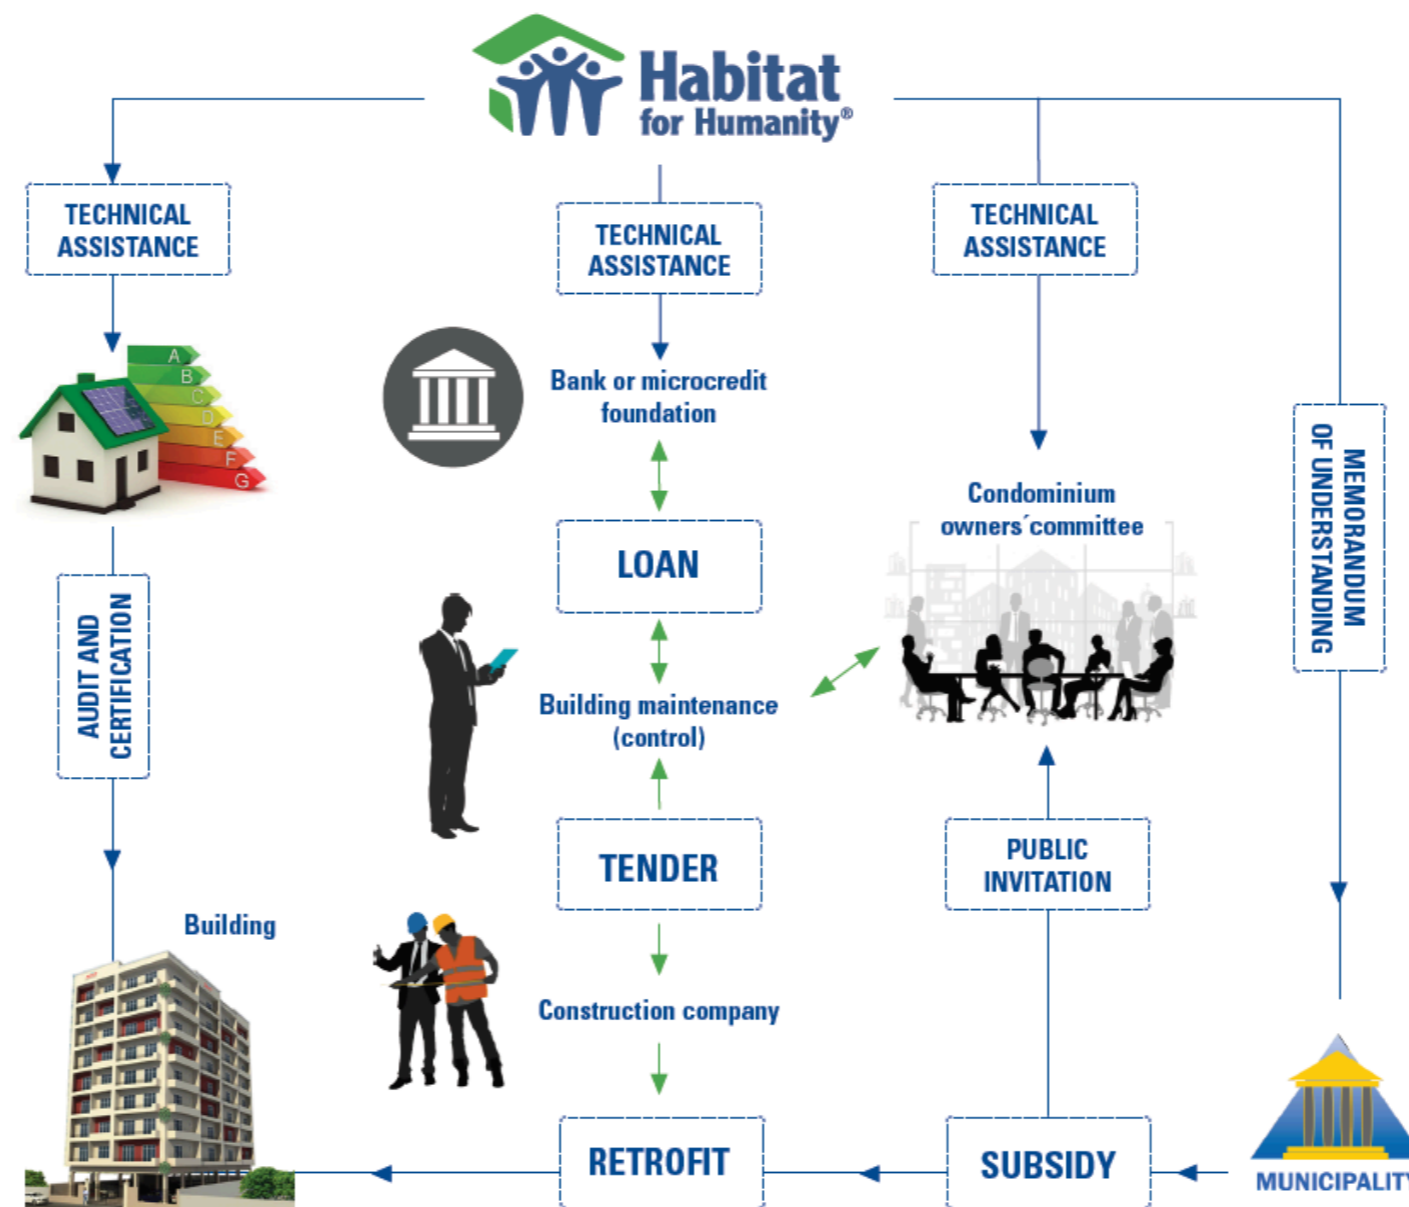 Habitat
for Humanity®
TECHNICAL
ASSISTANCE
TECHNICAL
ASSISTANCE
TECHNICAL
ASSISTANCE
A
B
C
D
E
F
G
Bank or microcredit
foundation
MEMORANDUM
OF UNDERSTANDING
Condominium
owners´committee
LOAN
AUDIT AND
CERTIFICATION
Building maintenance
(control)
TENDER
PUBLIC
INVITATION
Building
Construction company
RETROFIT
SUBSIDY
MUNICIPALITY